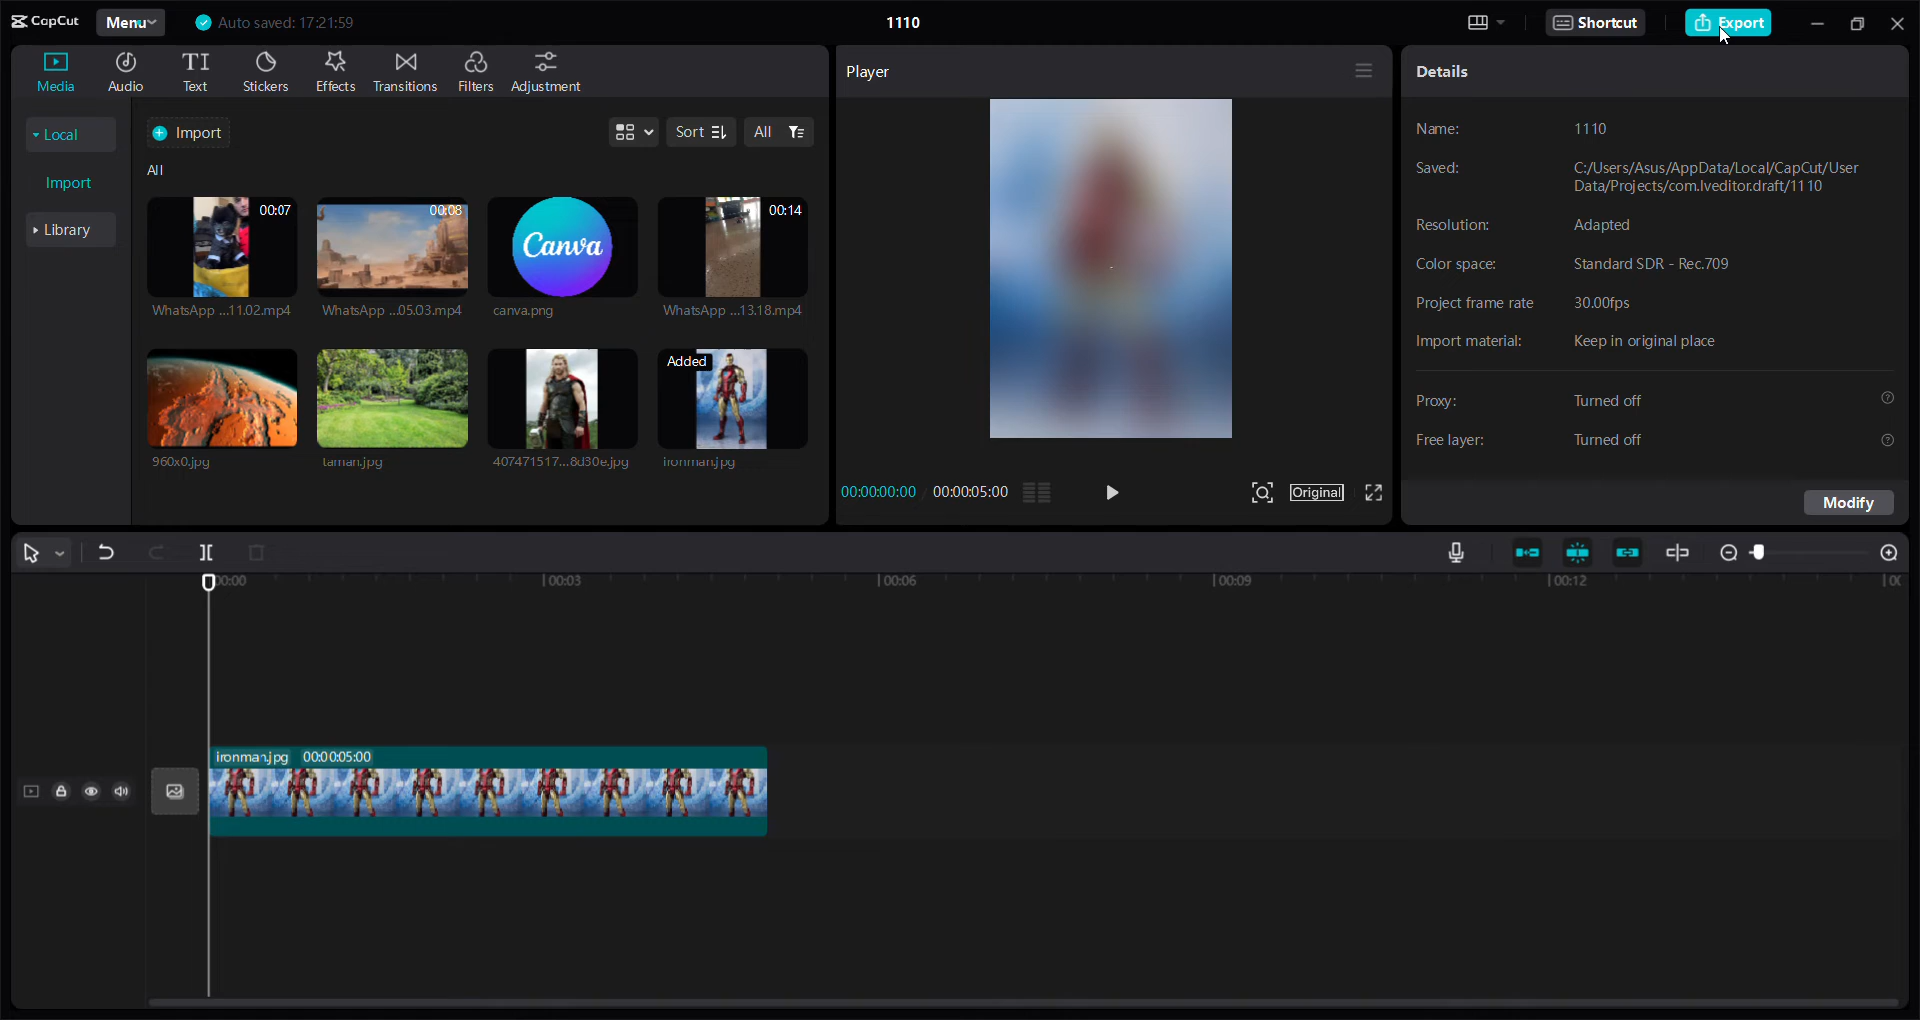 CapCut
Menu
Auto saved: 17:21:59
1110
Shortcut
Export
Media
Audio
Text
Stickers
Effects
Transitions
Filters
Adjustment
Player
Details
Local
Import
Library
Import
Sort
All
All
00:07
00:08
Canva
00:14
WhatsApp ...11.02.mp4
WhatsApp ...05.03.mp4
canva.png
WhatsApp ...13.18.mp4
Added
960x0.jpg
taman.jpg
407471517...8d30e.jpg
ironman.jpg
00:00:00:00
00:00:05:00
Original
Name:
1110
Saved:
C:/Users/Asus/AppData/Local/CapCut/User
Data/Projects/com.lveditor.draft/1110
Resolution:
Adapted
Color space:
Standard SDR - Rec.709
Project frame rate
30.00fps
Import material:
Keep in original place
Proxy:
Turned off
Free layer:
Turned off
Modify
00:00
00:03
00:06
00:09
00:12
ironman.jpg 00:00:05:00